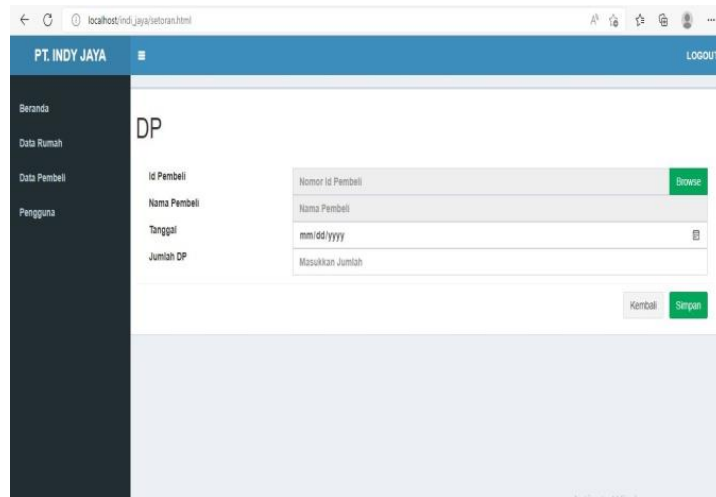 localhost/indi_jaya/setoran.html
PT. INDY JAYA
LOGOUT
Beranda
Data Rumah
Data Pembeli
Pengguna
DP
Id Pembeli
Nomor Id Pembeli
Browse
Nama Pembeli
Nama Pembeli
Tanggal
mm/dd/yyyy
Jumlah DP
Masukkan Jumlah
Kembali
Simpan